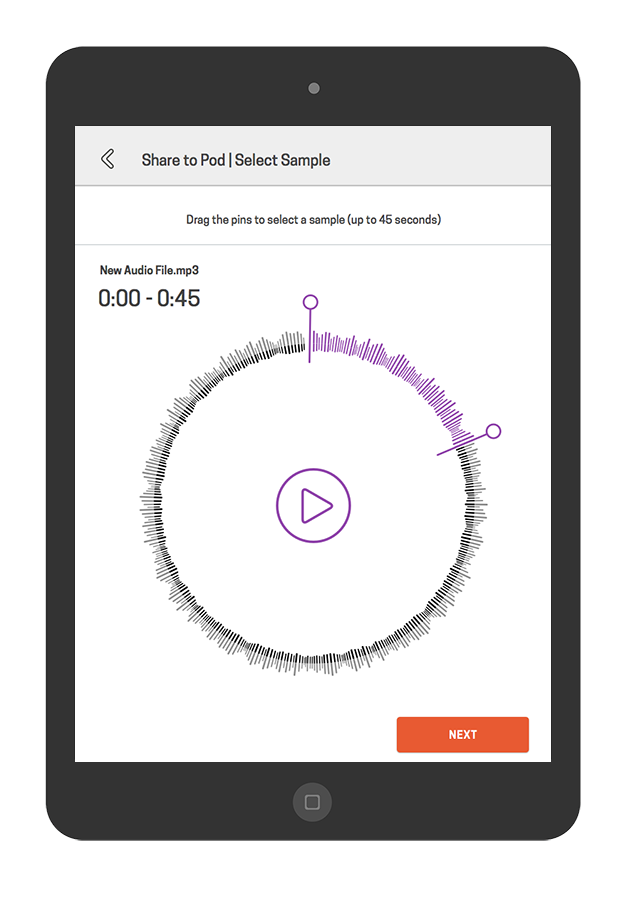 Share to Pod | Select Sample
Drag the pins to select a sample (up to 45 seconds)
New Audio File.mp3
0:00 - 0:45
NEXT